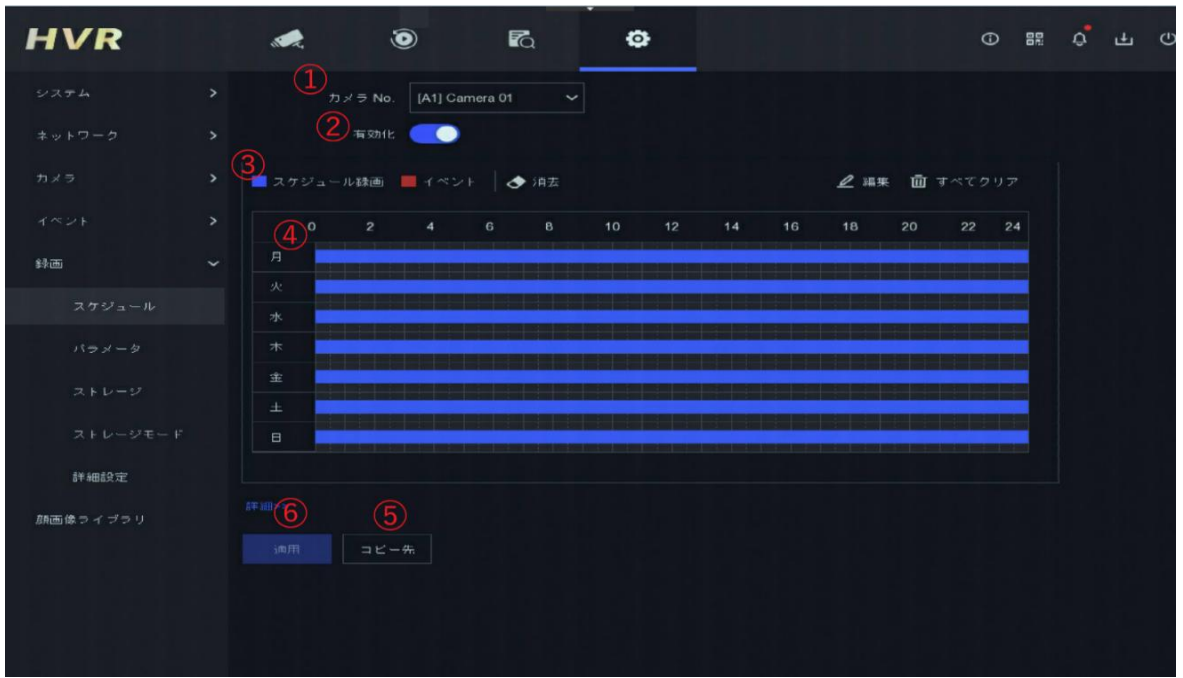 HVR
① カメラ No. [A1] Camera 01
② 有効化
③ スケジュール録画 イベント 消去 編集 すべてクリア
④ 0 2 4 6 8 10 12 14 16 18 20 22 24
月
火
水
木
金
土
日
詳細>>
⑥ ⑤
適用 コピー先
システム
ネットワーク
カメラ
イベント
録画
スケジュール
パラメータ
ストレージ
ストレージモード
詳細設定
顔画像ライブラリ